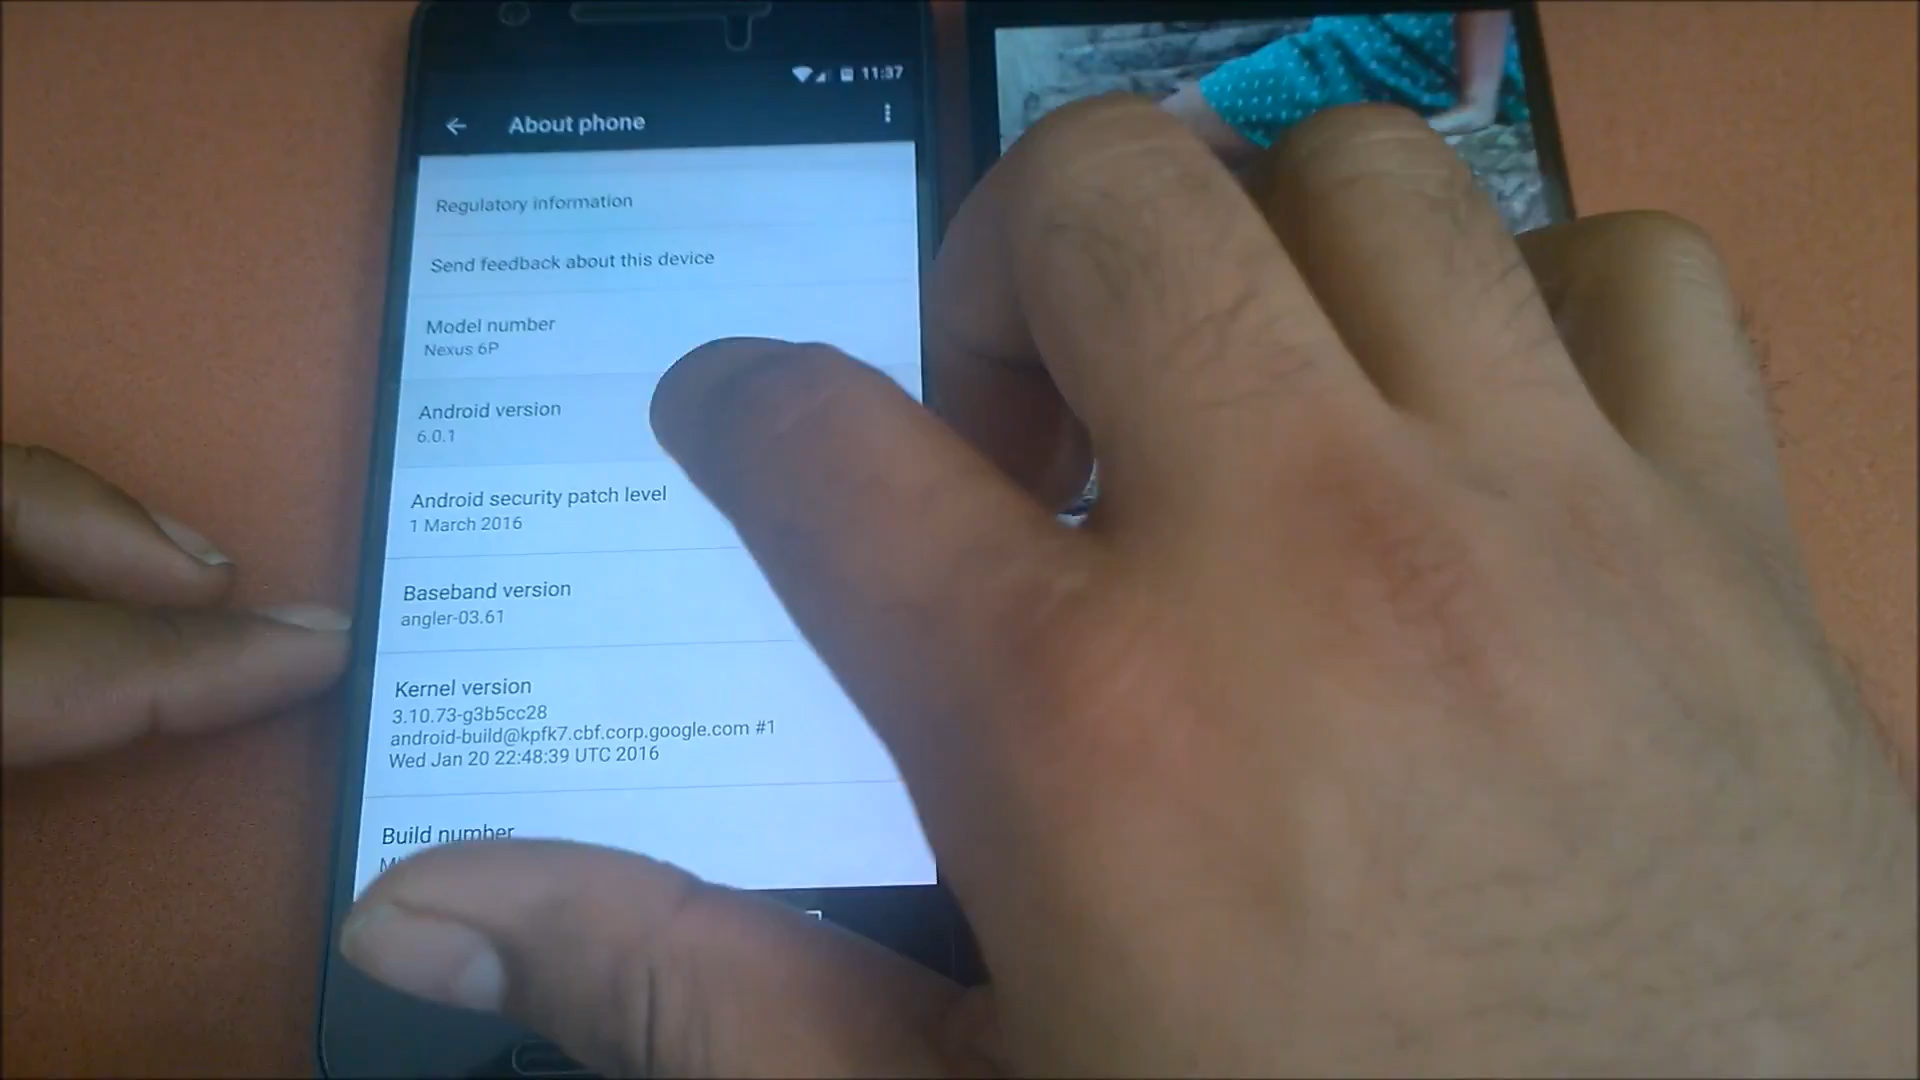 11:37
About phone
Regulatory information
Send feedback about this device
Model number
Nexus 6P
Android version
6.0.1
Android security patch level
1 March 2016
Baseband version
angler-03.61
Kernel version
3.10.73-g3b5cc28
android-build@kpfk7.cbf.corp.google.com #1
Wed Jan 20 22:48:39 UTC 2016
Build number